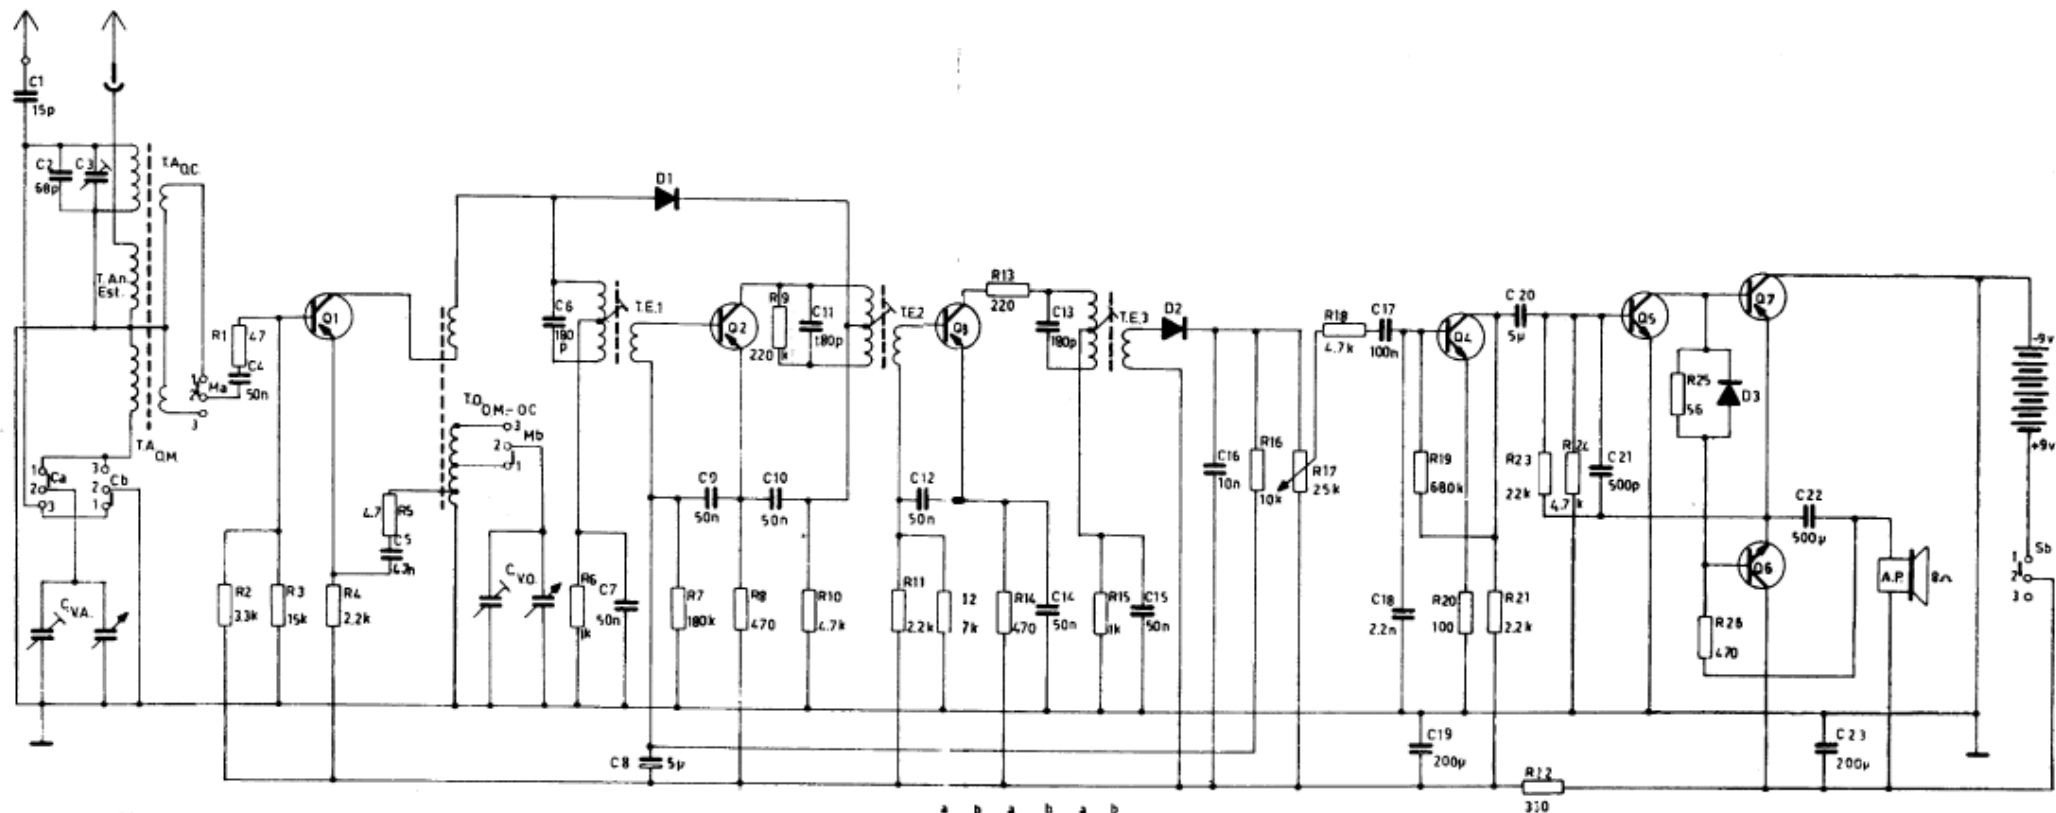 C1
15p
C2
68p
C3
T.A.O.C.
T.An.
Est.
R1
47
C4
50n
1
2
3
Ma
T.A.O.M.
1
2
3
Ca
3
2
1
Cb
C V.A.
R2
3.3k
R3
15k
Q1
R4
2.2k
4.7
R5
C5
4.7n
T.O.
O.M.-OC
3
2
1
Mb
C V.O.
C6
180
p
T.E.1
R6
1k
C7
50n
D1
Q2
R9
220
k
C11
180p
C9
50n
C10
50n
R7
180k
R8
470
R10
4.7k
C8
5µ
T.E.2
Q3
R13
220
C13
180p
T.E.3
C12
50n
R11
2.2k
12
7k
R14
470
C14
50n
R15
1k
C15
50n
D2
C16
10n
R16
10k
R17
25k
R18
4.7k
C17
100n
Q4
R19
680k
C18
2.2n
R20
100
R21
2.2k
C19
200µ
C20
5µ
R23
22k
R24
4.7k
C21
500p
Q5
R25
56
D3
Q7
Q6
R26
470
C22
500µ
A.P.
8Ω
-9v
+9v
1
2
3
Sb
C23
200µ
R22
a b a b a b